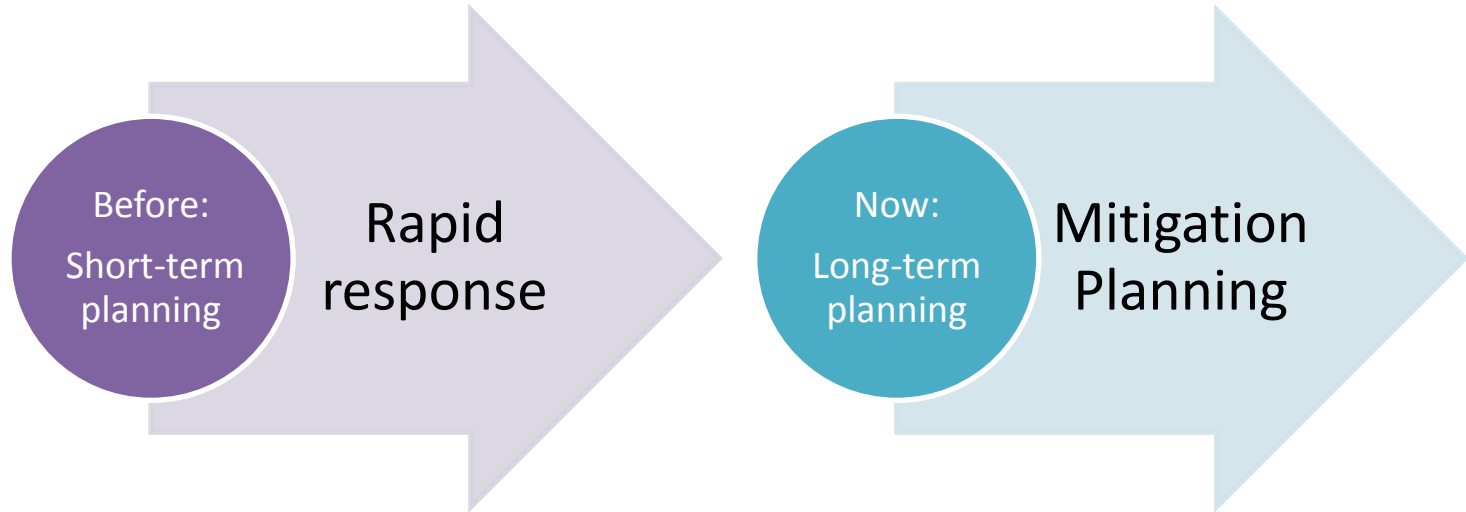 Before:
Short-term
planning
Rapid
response
Now:
Long-term
planning
Mitigation
Planning